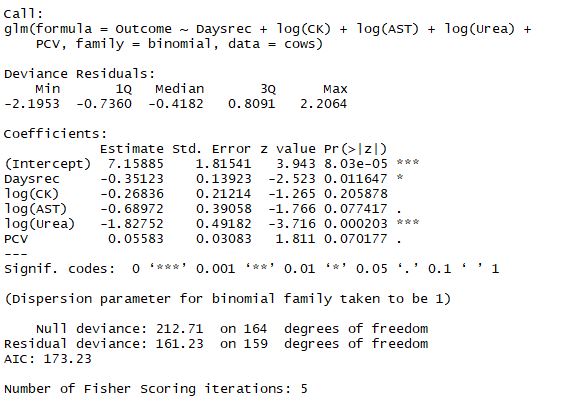 Call:
glm(formula = Outcome ~ Daysrec + log(CK) + log(AST) + log(Urea) +
    PCV, family = binomial, data = cows)

Deviance Residuals:
    Min       1Q   Median       3Q      Max
-2.1953  -0.7360  -0.4182   0.8091   2.2064

Coefficients:
            Estimate Std. Error z value Pr(>|z|)
(Intercept)  7.15885    1.81541   3.943 8.03e-05 ***
Daysrec     -0.35123    0.13923  -2.523 0.011647 *
log(CK)     -0.26836    0.21214  -1.265 0.205878
log(AST)    -0.68972    0.39058  -1.766 0.077417 .
log(Urea)   -1.82752    0.49182  -3.716 0.000203 ***
PCV          0.05583    0.03083   1.811 0.070177 .
---
Signif. codes:  0 ‘***’ 0.001 ‘**’ 0.01 ‘*’ 0.05 ‘.’ 0.1 ‘ ’ 1

(Dispersion parameter for binomial family taken to be 1)

    Null deviance: 212.71  on 164  degrees of freedom
Residual deviance: 161.23  on 159  degrees of freedom
AIC: 173.23

Number of Fisher Scoring iterations: 5